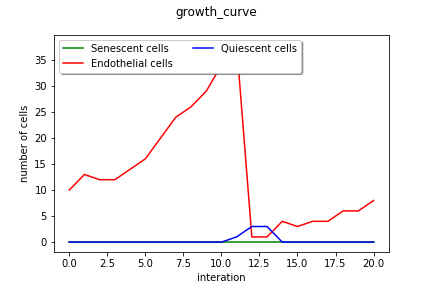 growth_curve
Senescent cells
Endothelial cells
Quiescent cells
number of cells
35
30
25
20
15
10
5
0
0.0 2.5 5.0 7.5 10.0 12.5 15.0 17.5 20.0
interation